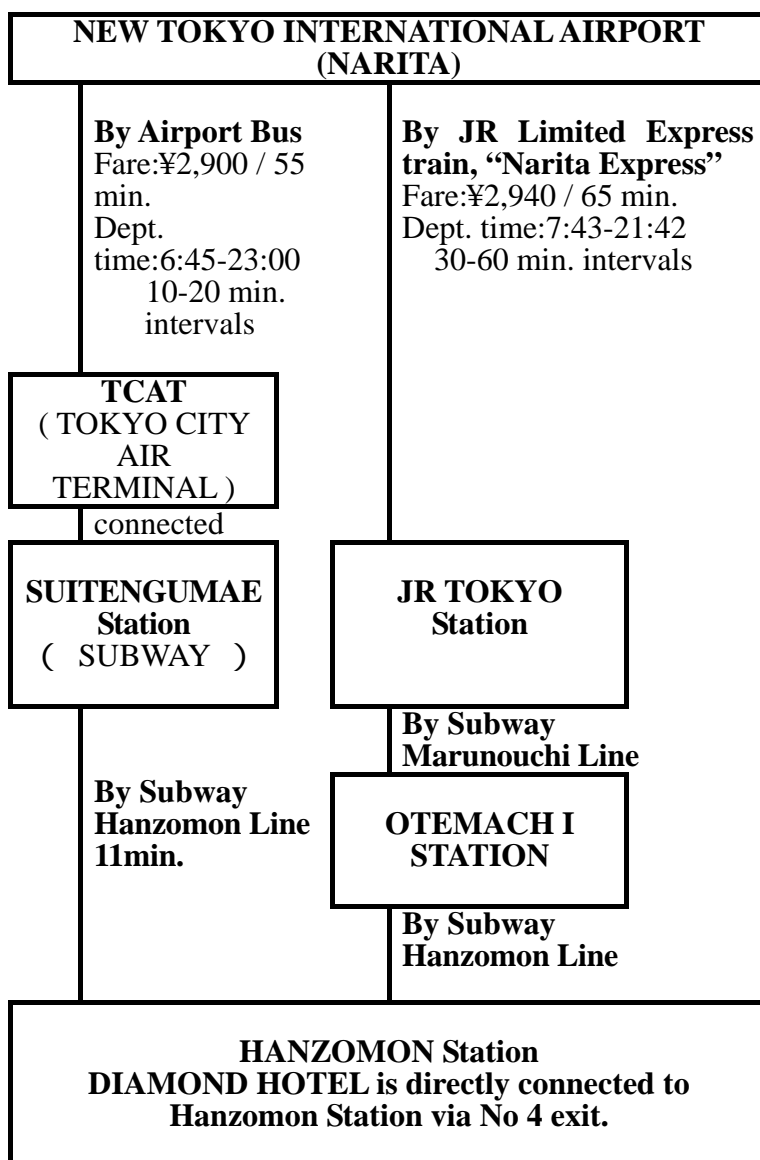 NEW TOKYO INTERNATIONAL AIRPORT
(NARITA)
By Airport Bus
Fare:¥2,900 / 55
min.
Dept.
time:6:45-23:00
10-20 min.
intervals
By JR Limited Express
train, “Narita Express”
Fare:¥2,940 / 65 min.
Dept. time:7:43-21:42
30-60 min. intervals
TCAT
( TOKYO CITY
AIR
TERMINAL )
connected
SUITENGUMAE
Station
( SUBWAY )
JR TOKYO
Station
By Subway
Marunouchi Line
By Subway
Hanzomon Line
11min.
OTEMACH I
STATION
By Subway
Hanzomon Line
HANZOMON Station
DIAMOND HOTEL is directly connected to
Hanzomon Station via No 4 exit.